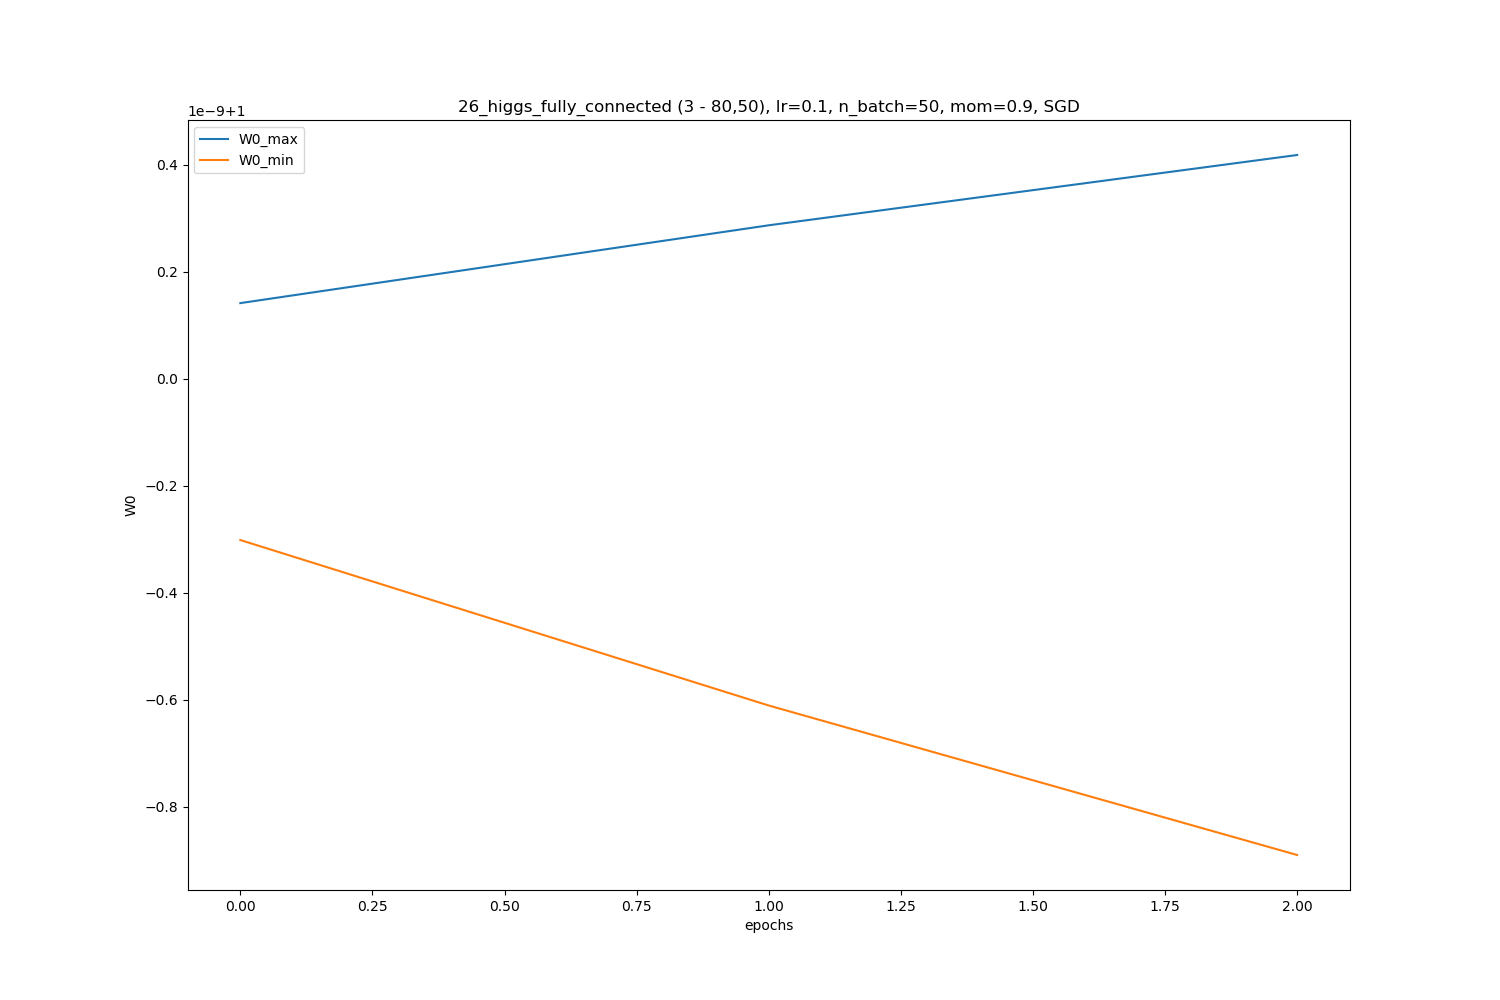 26_higgs_fully_connected (3 - 80,50), lr=0.1, n_batch=50, mom=0.9, SGD
1e−9+1
W0_max
W0_min
0.4
0.2
0.0
−0.2
−0.4
−0.6
−0.8
W0
0.00 0.25 0.50 0.75 1.00 1.25 1.50 1.75 2.00
epochs